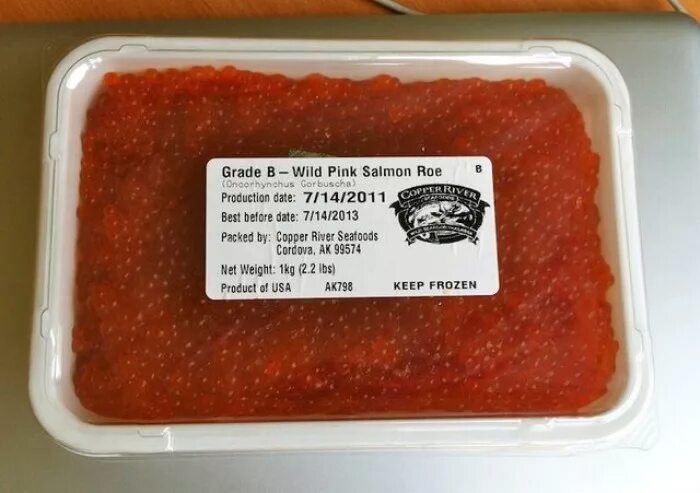 Grade B – Wild Pink Salmon Roe
B
(Oncorhynchus Gorbuscha)
Production date: 7/14/2011
Best before date: 7/14/2013
Packed by: Copper River Seafoods
Cordova, AK 99574
Net Weight: 1kg (2.2 lbs)
Product of USA AK798 KEEP FROZEN
COPPER RIVER
SEAFOODS